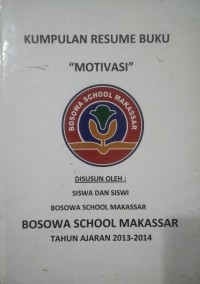 KUMPULAN RESUME BUKU
"MOTIVASI"
BOSOWA SCHOOL MAKASSAR
DISUSUN OLEH :
SISWA DAN SISWI
BOSOWA SCHOOL MAKASSAR
BOSOWA SCHOOL MAKASSAR
TAHUN AJARAN 2013-2014